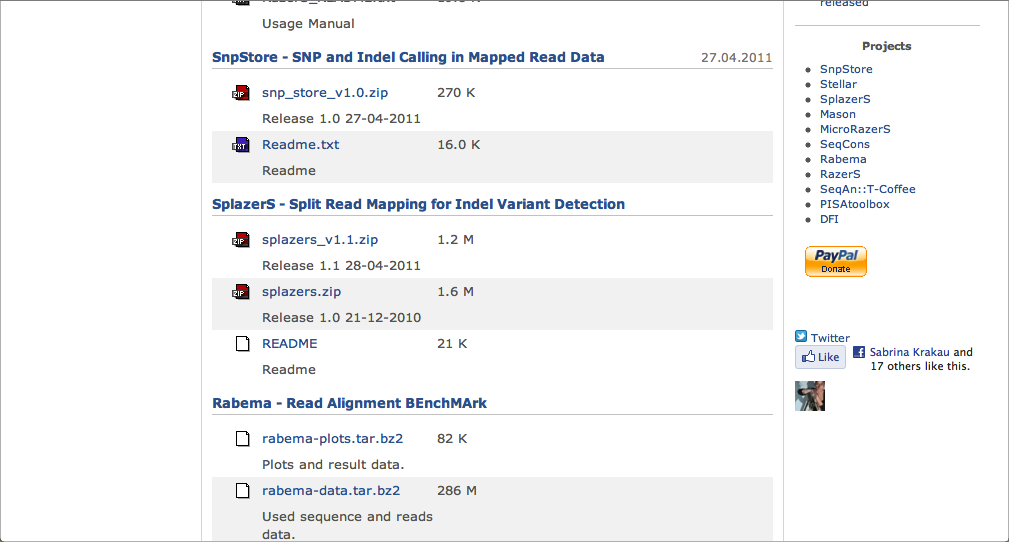 Usage Manual
SnpStore - SNP and Indel Calling in Mapped Read Data 27.04.2011
ZIP snp_store_v1.0.zip 270 K
Release 1.0 27-04-2011
TXT Readme.txt 16.0 K
Readme
SplazerS - Split Read Mapping for Indel Variant Detection
ZIP splazers_v1.1.zip 1.2 M
Release 1.1 28-04-2011
ZIP splazers.zip 1.6 M
Release 1.0 21-12-2010
README 21 K
Readme
Rabema - Read Alignment BEnchMArk
rabema-plots.tar.bz2 82 K
Plots and result data.
rabema-data.tar.bz2 286 M
Used sequence and reads
data.
released
Projects
SnpStore
Stellar
SplazerS
Mason
MicroRazerS
SeqCons
Rabema
RazerS
SeqAn::T-Coffee
PISAtoolbox
DFI
PayPal
Donate
Twitter
Like
Sabrina Krakau and
17 others like this.